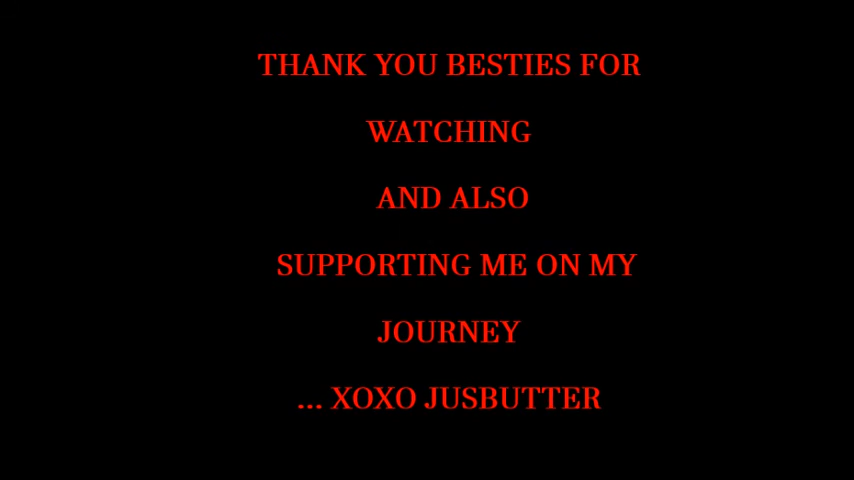 THANK YOU BESTIES FOR
WATCHING
AND ALSO
SUPPORTING ME ON MY
JOURNEY
... XOXO JUSBUTTER